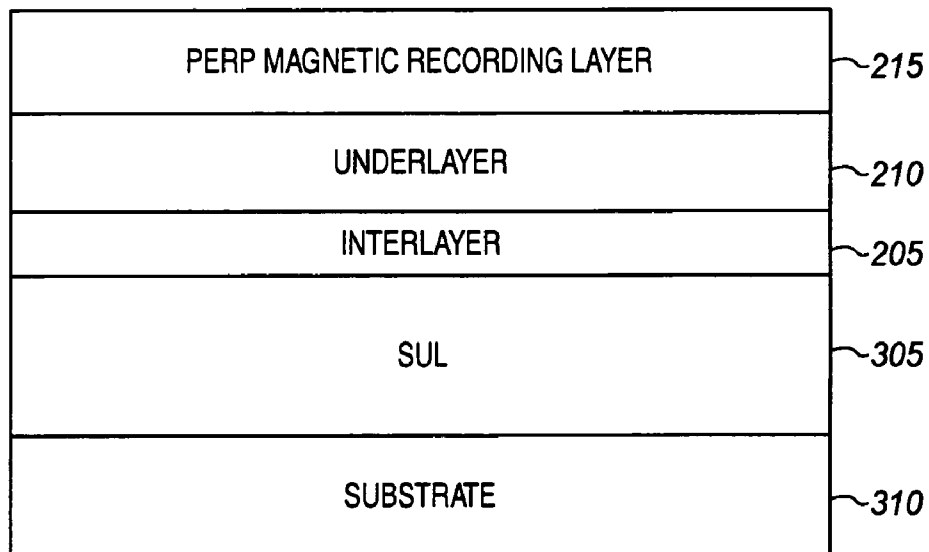 PERP MAGNETIC RECORDING LAYER 215
UNDERLAYER 210
INTERLAYER 205
SUL 305
SUBSTRATE 310